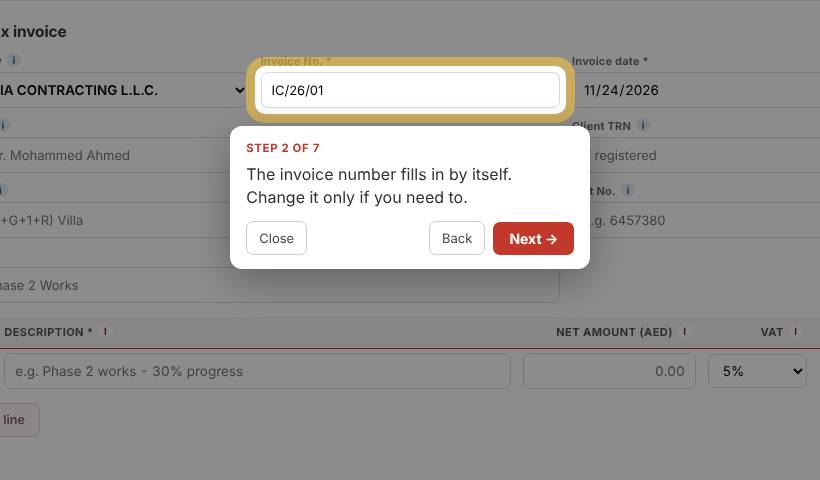 x invoice
Invoice No. *
Invoice date *
IA CONTRACTING L.L.C.
IC/26/01
11/24/2026
Client TRN
r. Mohammed Ahmed
registered
STEP 2 OF 7
The invoice number fills in by itself.
Change it only if you need to.
No.
+G+1+R) Villa
.g. 6457380
Close
Back
Next →
hase 2 Works
DESCRIPTION *
NET AMOUNT (AED)
VAT
e.g. Phase 2 works - 30% progress
0.00
5%
line